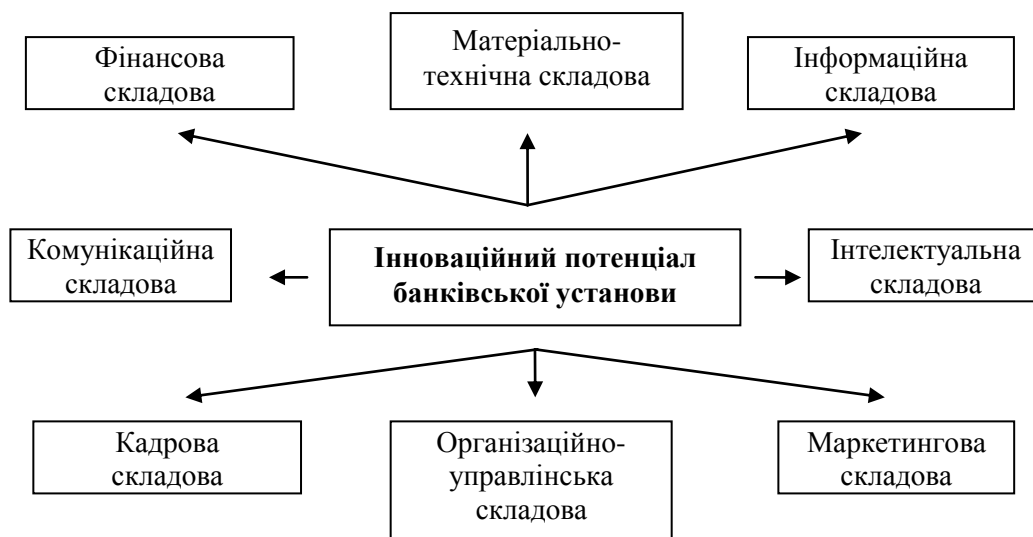 Фінансова
складова
Матеріально-
технічна складова
Інформаційна
складова
Комунікаційна
складова
Інноваційний потенціал
банківської установи
Інтелектуальна
складова
Кадрова
складова
Організаційно-
управлінська
складова
Маркетингова
складова